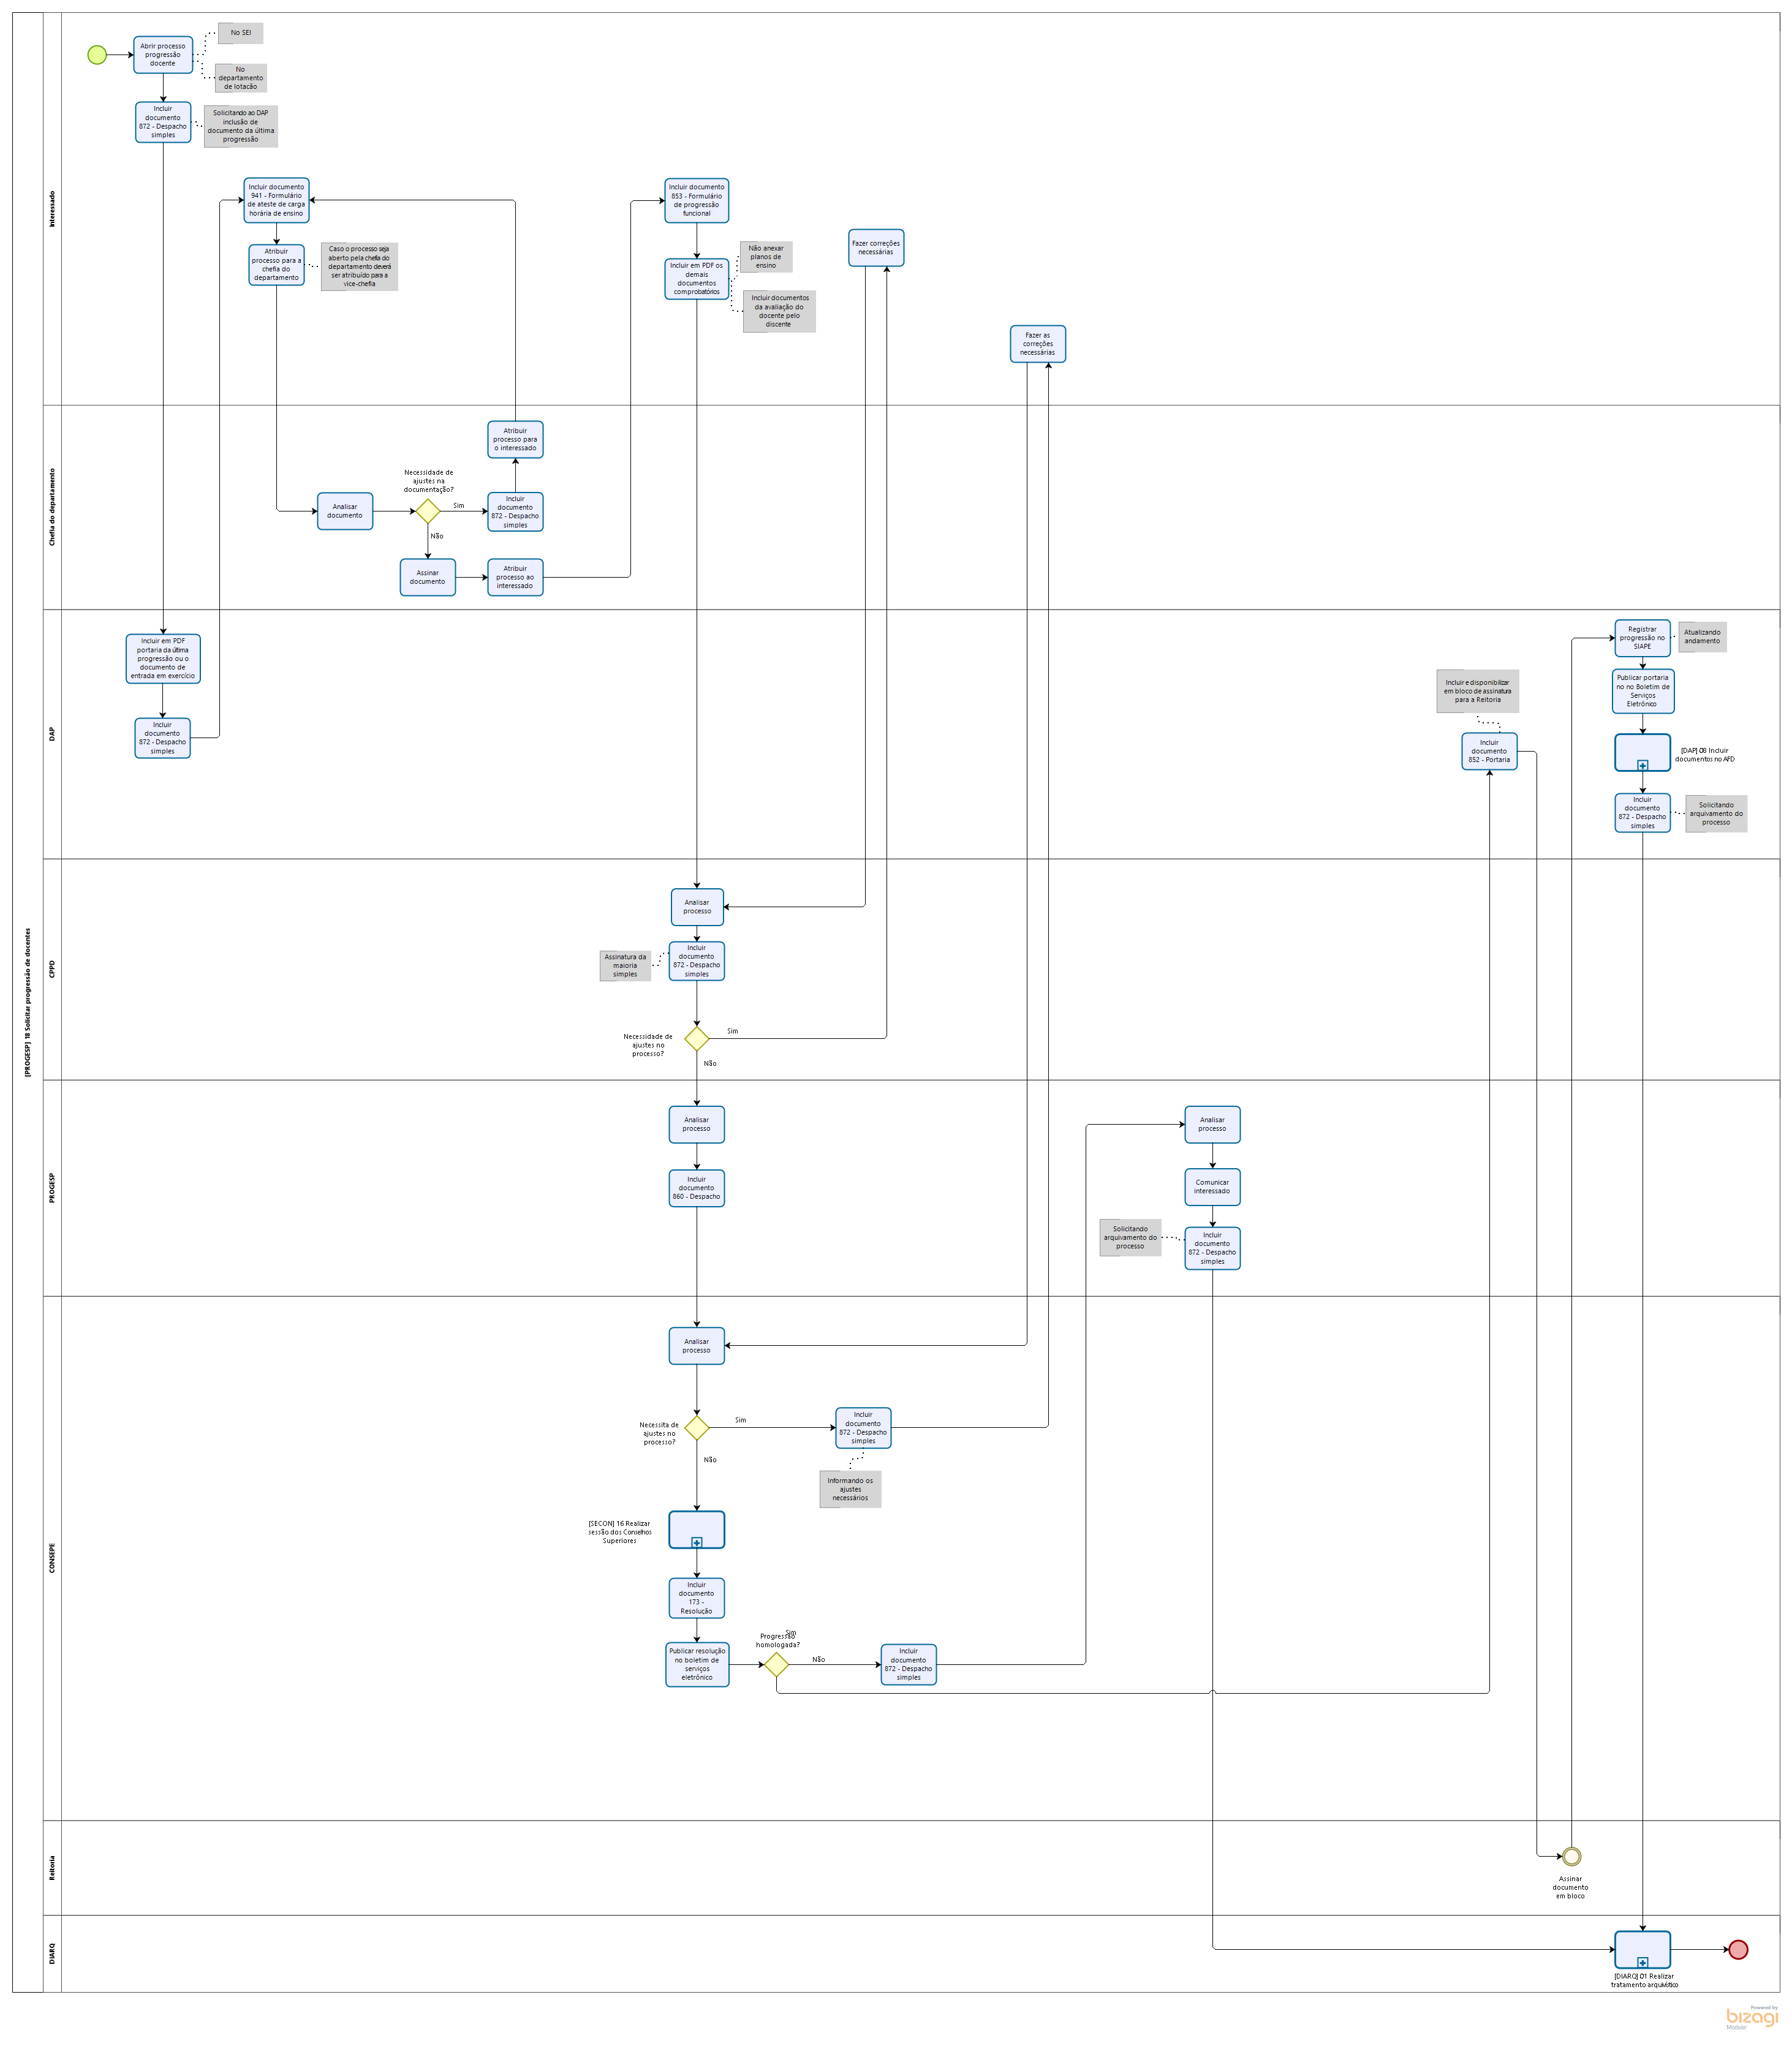 [PROGESP] 18 Solicitar progressão de docentes
Interessado
Abrir processo
progressão
docente
No SEI
No
departamento
de lotação
Incluir
documento
872 - Despacho
simples
Solicitando ao DAP
inclusão de
documento da última
progressão
Incluir documento
941 - Formulário
de ateste de carga
horária de ensino
Atribuir
processo para a
chefia do
departamento
Caso o processo seja
aberto pela chefia do
departamento deverá
ser atribuído para a
vice-chefia
Incluir documento
853 - Formulário
de progressão
funcional
Incluir em PDF os
demais
documentos
comprobatórios
Não anexar
planos de
ensino
Incluir documentos
da avaliação do
docente pelo
discente
Fazer correções
necessárias
Fazer as
correções
necessárias
Chefia do departamento
Atribuir
processo para
o interessado
Necessidade de
ajustes na
documentação?
Analisar
documento
Sim
Incluir
documento
872 - Despacho
simples
Não
Assinar
documento
Atribuir
processo ao
interessado
DAP
Incluir em PDF
portaria da última
progressão ou o
documento de
entrada em exercício
Incluir
documento
872 - Despacho
simples
Incluir e disponibilizar
em bloco de assinatura
para a Reitoria
Incluir
documento
852 - Portaria
Registrar
progressão no
SIAPE
Atualizando
andamento
Publicar portaria
no no Boletim de
Serviços
Eletrônico
[DAP] 08 Incluir
documentos no AFD
Incluir
documento
872 - Despacho
simples
Solicitando
arquivamento do
processo
CPPD
Analisar
processo
Incluir
documento
872 - Despacho
simples
Assinatura da
maioria
simples
Necessidade de
ajustes no
processo?
Sim
Não
PROGESP
Analisar
processo
Incluir
documento
860 - Despacho
Analisar
processo
Comunicar
interessado
Solicitando
arquivamento do
processo
Incluir
documento
872 - Despacho
simples
CONSEPE
Analisar
processo
Necessita de
ajustes no
processo?
Sim
Incluir
documento
872 - Despacho
simples
Informando os
ajustes
necessários
Não
[SECON] 16 Realizar
sessão dos Conselhos
Superiores
Incluir
documento
173 -
Resolução
Publicar resolução
no boletim de
serviços
eletrônico
Sim
Progressão
homologada?
Não
Incluir
documento
872 - Despacho
simples
Reitoria
Assinar
documento
em bloco
DIARQ
[DIARQ] 01 Realizar
tratamento arquivístico
Powered by
bizagi
Modeler